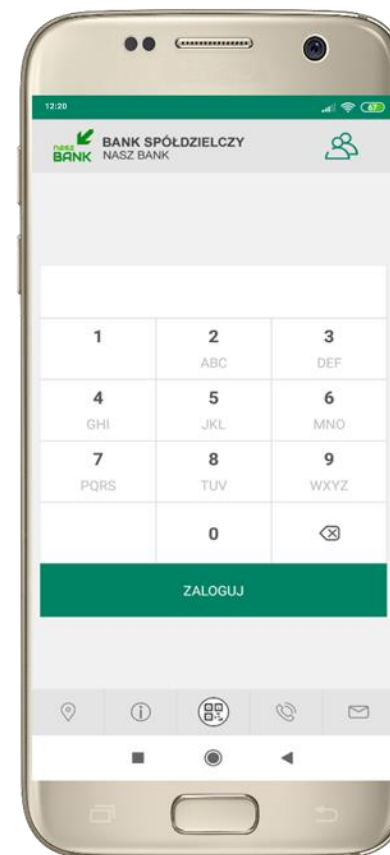 12:20
67
nasz
BANK
BANK SPÓŁDZIELCZY
NASZ BANK
1
2
3
ABC
DEF
4
5
6
GHI
JKL
MNO
7
8
9
PQRS
TUV
WXYZ
0
ZALOGUJ